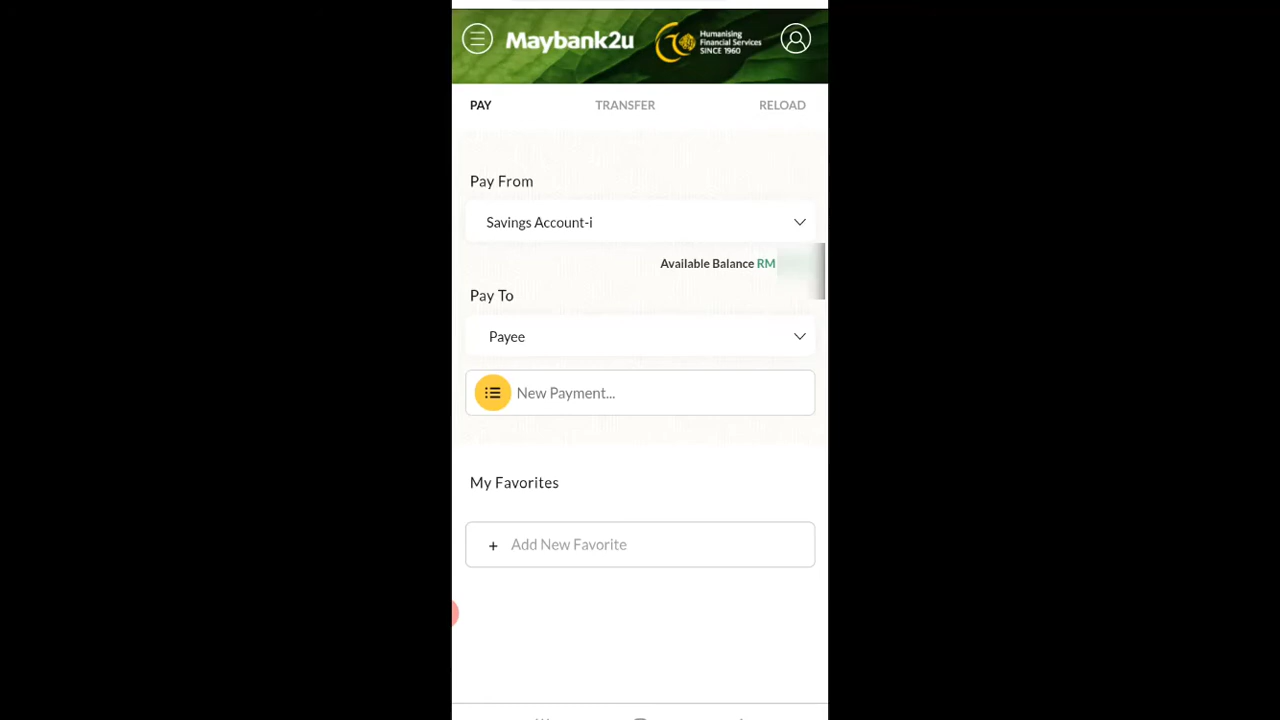 Maybank2u
Humanising
Financial Services
SINCE 1960
PAY TRANSFER RELOAD
Pay From
Savings Account-i
Available Balance RM
Pay To
Payee
New Payment...
My Favorites
+ Add New Favorite